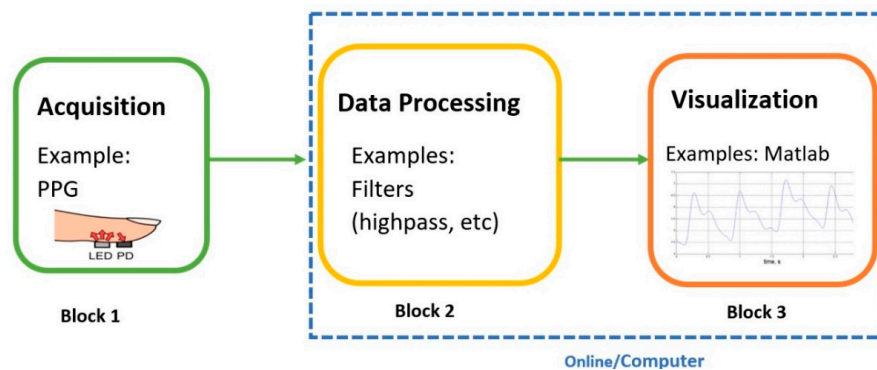 Acquisition
Example:
PPG
LED PD
Block 1
Data Processing
Examples:
Filters
(highpass, etc)
Block 2
Visualization
Examples: Matlab
time, s
Block 3
Online/Computer